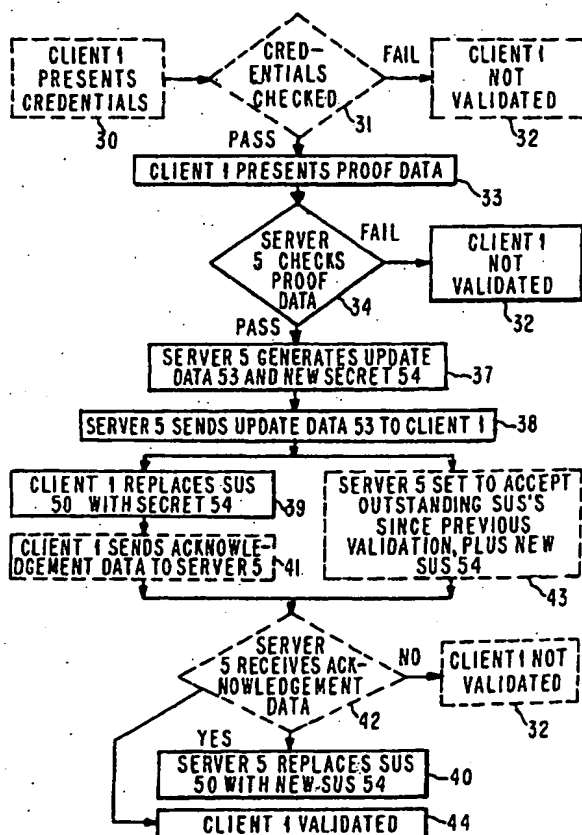 CLIENT 1
PRESENTS
CREDENTIALS
30
CRED-
ENTIALS
CHECKED
31
FAIL
CLIENT 1
NOT
VALIDATED
32
PASS
CLIENT 1 PRESENTS PROOF DATA
33
SERVER
5 CHECKS
PROOF
DATA
34
FAIL
CLIENT 1
NOT
VALIDATED
32
PASS
SERVER 5 GENERATES UPDATE
DATA 53 AND NEW SECRET 54
37
SERVER 5 SENDS UPDATE DATA 53 TO CLIENT 1
38
CLIENT 1 REPLACES SUS
50 WITH SECRET 54
39
CLIENT 1 SENDS ACKNOWLE-
DGEMENT DATA TO SERVER 5
41
SERVER 5 SET TO ACCEPT
OUTSTANDING SUS'S
SINCE PREVIOUS
VALIDATION, PLUS NEW
SUS 54
43
SERVER
5 RECEIVES ACK-
NOWLEDGEMENT
DATA
42
NO
CLIENT 1 NOT
VALIDATED
32
YES
SERVER 5 REPLACES SUS
50 WITH NEW SUS 54
40
CLIENT 1 VALIDATED
44